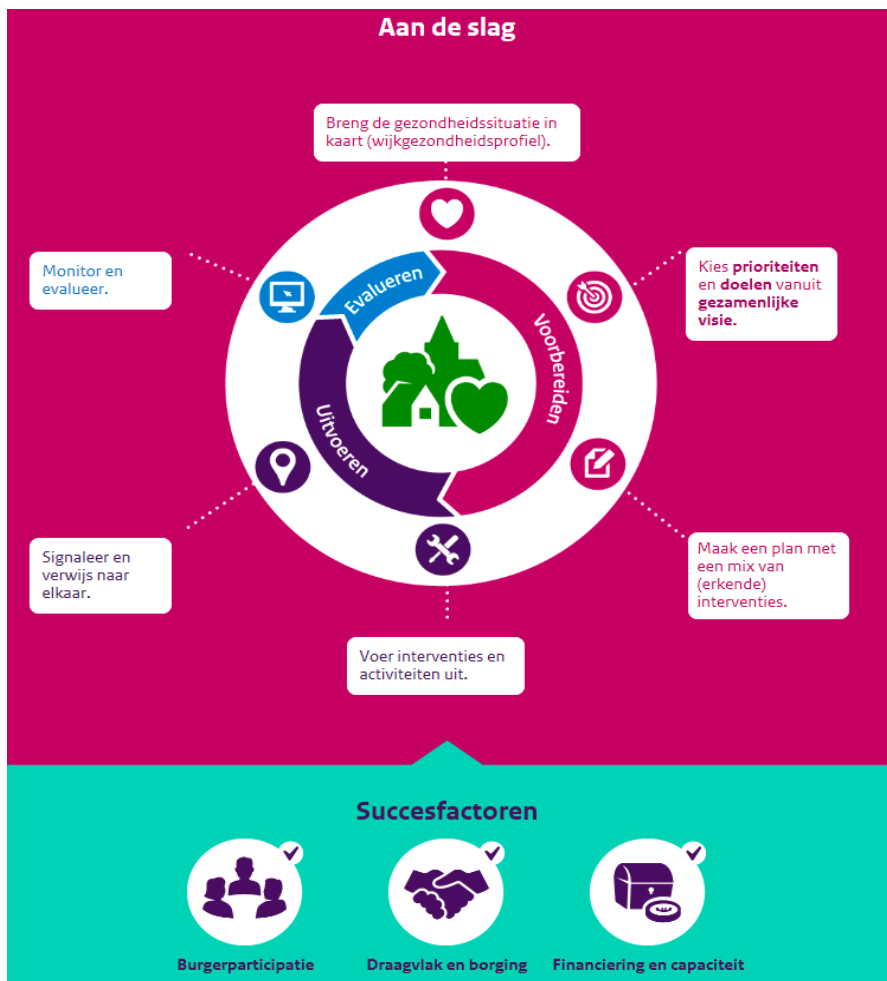 Aan de slag
Breng de gezondheidssituatie in
kaart (wijkgezondheidsprofiel).
Monitor en
evalueer.
Kies prioriteiten
en doelen vanuit
gezamenlijke
visie.
Evalueren
Voorbereiden
Uitvoeren
Signaleer en
verwijs naar
elkaar.
Maak een plan met
een mix van
(erkende)
interventies.
Voer interventies en
activiteiten uit.
Succesfactoren
Burgerparticipatie
Draagvlak en borging
Financiering en capaciteit